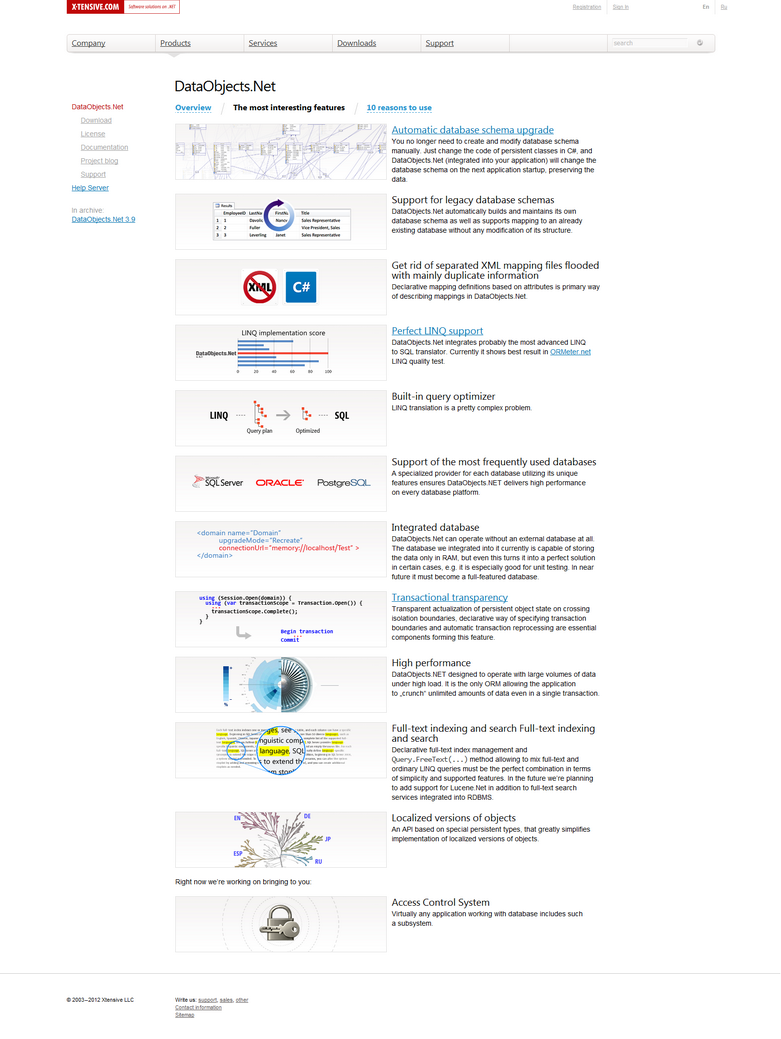 X-TENSIVE.COM
Software solutions on .NET
Registration
Sign In
En
Ru
Company
Products
Services
Downloads
Support
search
DataObjects.Net
DataObjects.Net
Download
License
Documentation
Project blog
Support
Help Server
In archive:
DataObjects.Net 3.9
Overview / The most interesting features / 10 reasons to use
Automatic database schema upgrade
You no longer need to create and modify database schema
manually. Just change the code of persistent classes in C#, and
DataObjects.Net (integrated into your application) will change the
database schema on the next application startup, preserving the
data.
Results
EmployeeID LastNa FirstNa Title
1 1 Davoli Nanc Sales Representative
2 2 Fuller Vice President, Sales
3 3 Leverling Janet Sales Representative
Support for legacy database schemas
DataObjects.Net automatically builds and maintains its own
database schema as well as supports mapping to an already
existing database without any modification of its structure.
XML
C#
Get rid of separated XML mapping files flooded
with mainly duplicate information
Declarative mapping definitions based on attributes is primary way
of describing mappings in DataObjects.Net.
LINQ implementation score
DataObjects.Net
0 20 40 60 80 100
Perfect LINQ support
DataObjects.Net integrates probably the most advanced LINQ
to SQL translator. Currently it shows best result in ORMeter.net
LINQ quality test.
LINQ
SQL
Query plan
Optimized
Built-in query optimizer
LINQ translation is a pretty complex problem.
Microsoft
SQL Server
ORACLE
PostgreSQL
Support of the most frequently used databases
A specialized provider for each database utilizing its unique
features ensures DataObjects.NET delivers high performance
on every database platform.
<domain name="Domain"
upgradeMode="Recreate"
connectionUrl="memory://localhost/Test" >
</domain>
Integrated database
DataObjects.Net can operate without an external database at all.
The database we integrated into it currently is capable of storing
the data only in RAM, but even this turns it into a perfect solution
in certain cases, e.g. it is especially good for unit testing. In near
future it must become a full-featured database.
using (Session.Open(domain)) {
using (var transactionScope = Transaction.Open()) {
...
transactionScope.Complete();
}
}
Begin transaction
...
Commit
Transactional transparency
Transparent actualization of persistent object state on crossing
isolation boundaries, declarative way of specifying transaction
boundaries and automatic transaction reprocessing are essential
components forming this feature.
High performance
DataObjects.NET designed to operate with large volumes of data
under high load. It is the only ORM allowing the application
to „crunch“ unlimited amounts of data even in a single transaction.
ges, see
nguistic comp
language, SQL
s to extend th
Full-text indexing and search Full-text indexing
and search
Declarative full-text index management and
Query.FreeText(...) method allowing to mix full-text and
ordinary LINQ queries must be the perfect combination in terms
of simplicity and supported features. In the future we're planning
to add support for Lucene.Net in addition to full-text search
services integrated into RDBMS.
EN
DE
JP
ESP
RU
Localized versions of objects
An API based on special persistent types, that greatly simplifies
implementation of localized versions of objects.
Right now we're working on bringing to you:
Access Control System
Virtually any application working with database includes such
a subsystem.
© 2003–2012 Xtensive LLC
Write us: support, sales, other
Contact information
Sitemap